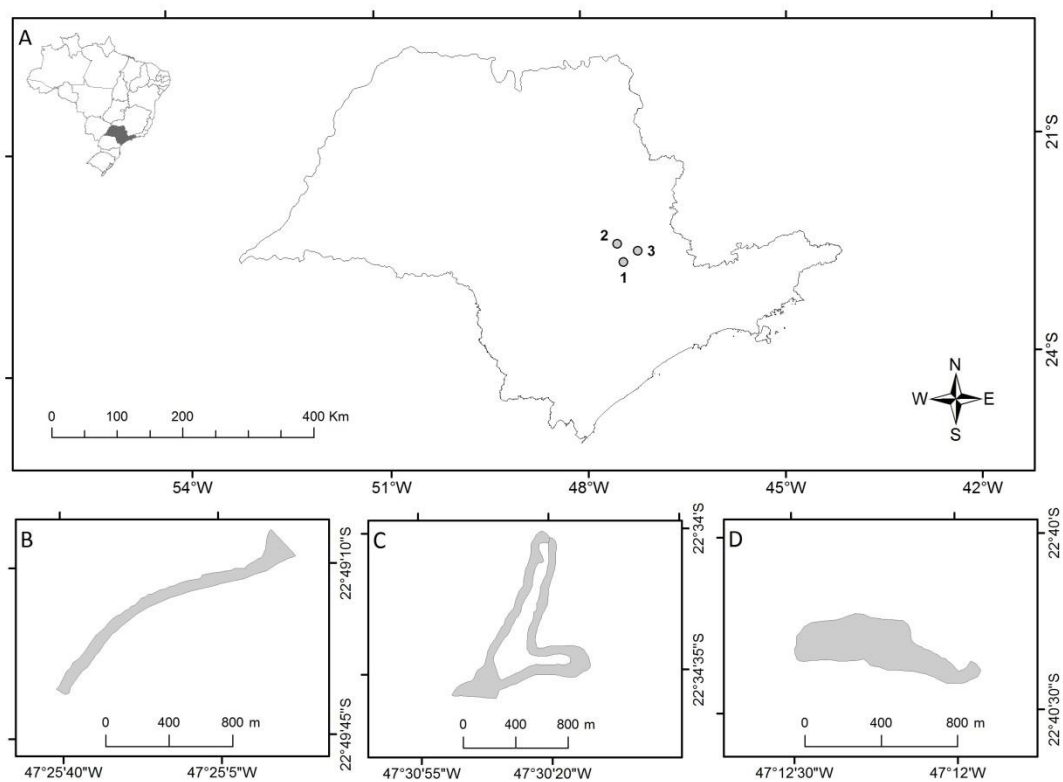 A
21°S
2
3
1
24°S
N
W
E
S
0 100 200 400 Km
54°W 51°W 48°W 45°W 42°W
B
22°49'10"S
22°49'45"S
0 400 800 m
47°25'40"W 47°25'5"W
C
22°34'S
22°34'35"S
0 400 800 m
47°30'55"W 47°30'20"W
D
22°40'S
22°40'30"S
0 400 800 m
47°12'30"W 47°12'W